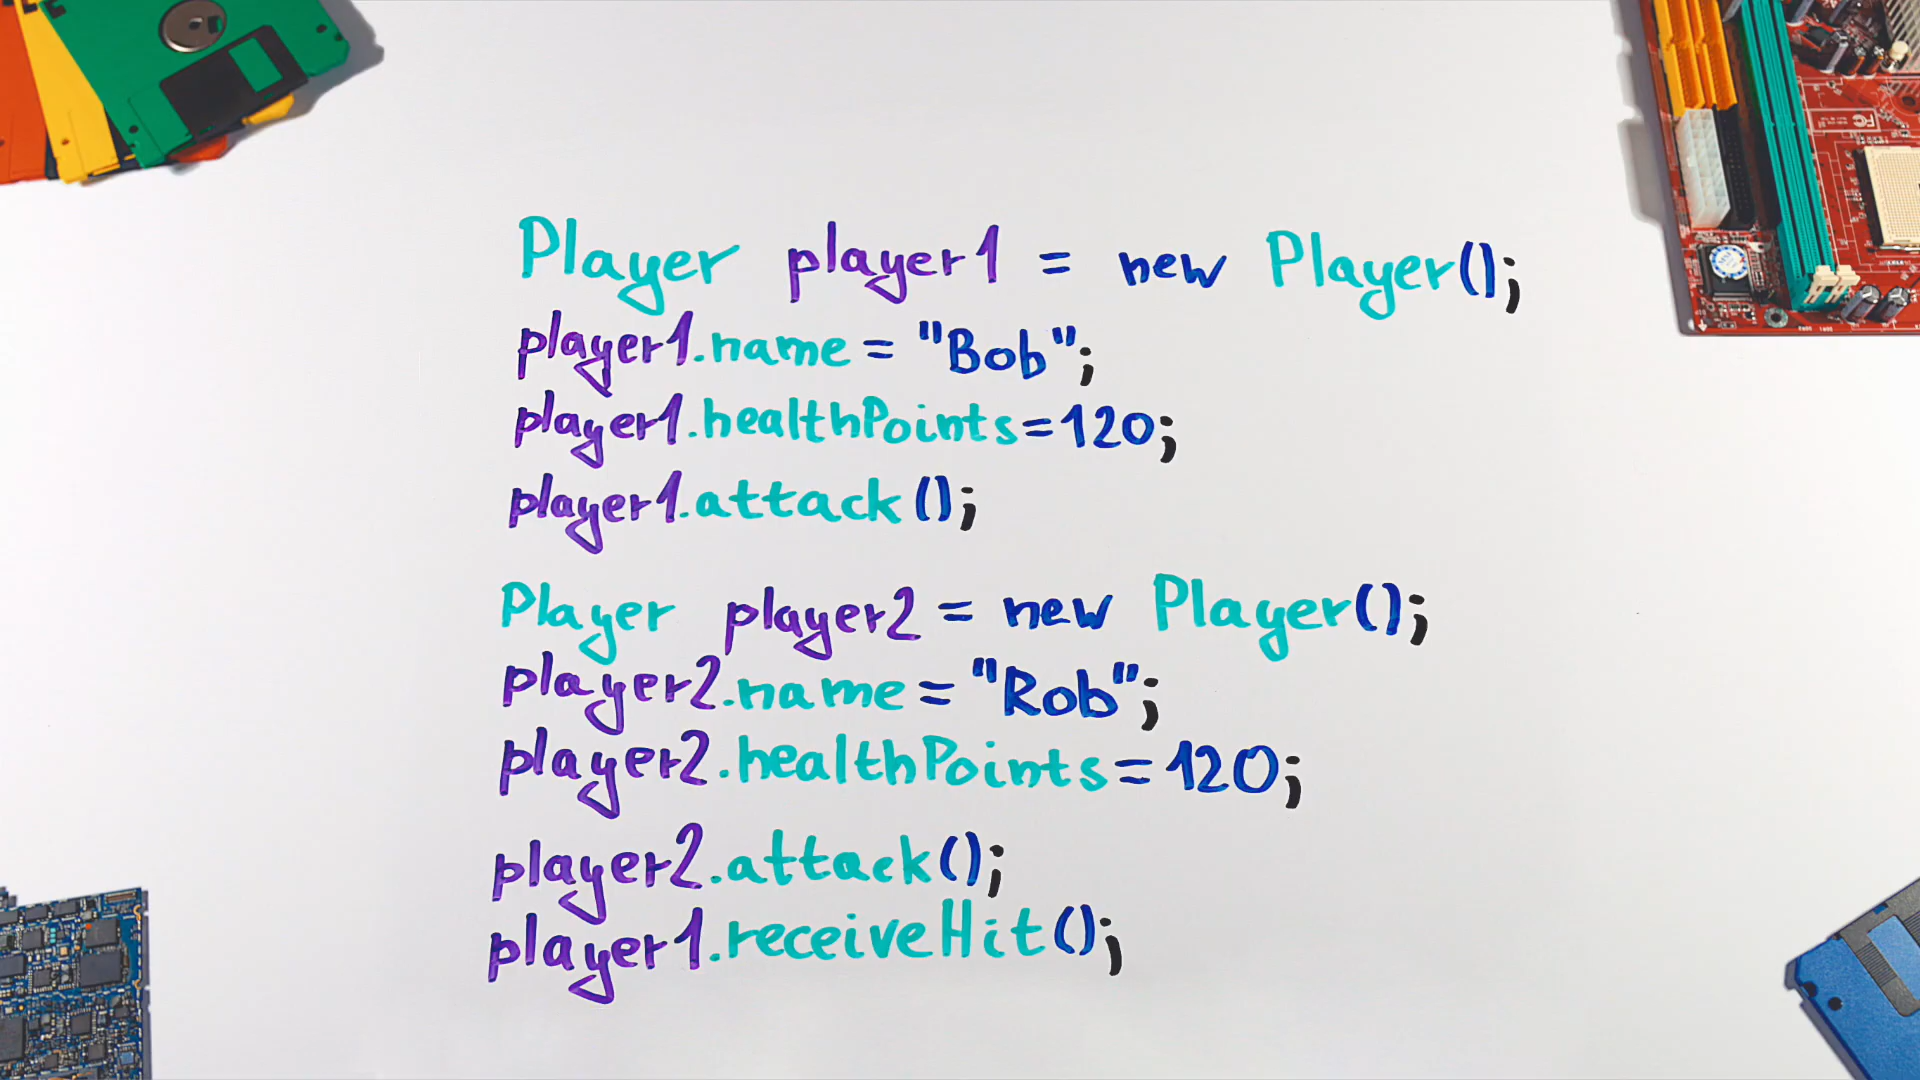 Player player1 = new Player();
player1.name = "Bob";
player1.healthPoints = 120;
player1.attack();
Player player2 = new Player();
player2.name = "Rob";
player2.healthPoints = 120;
player2.attack();
player1.receiveHit();